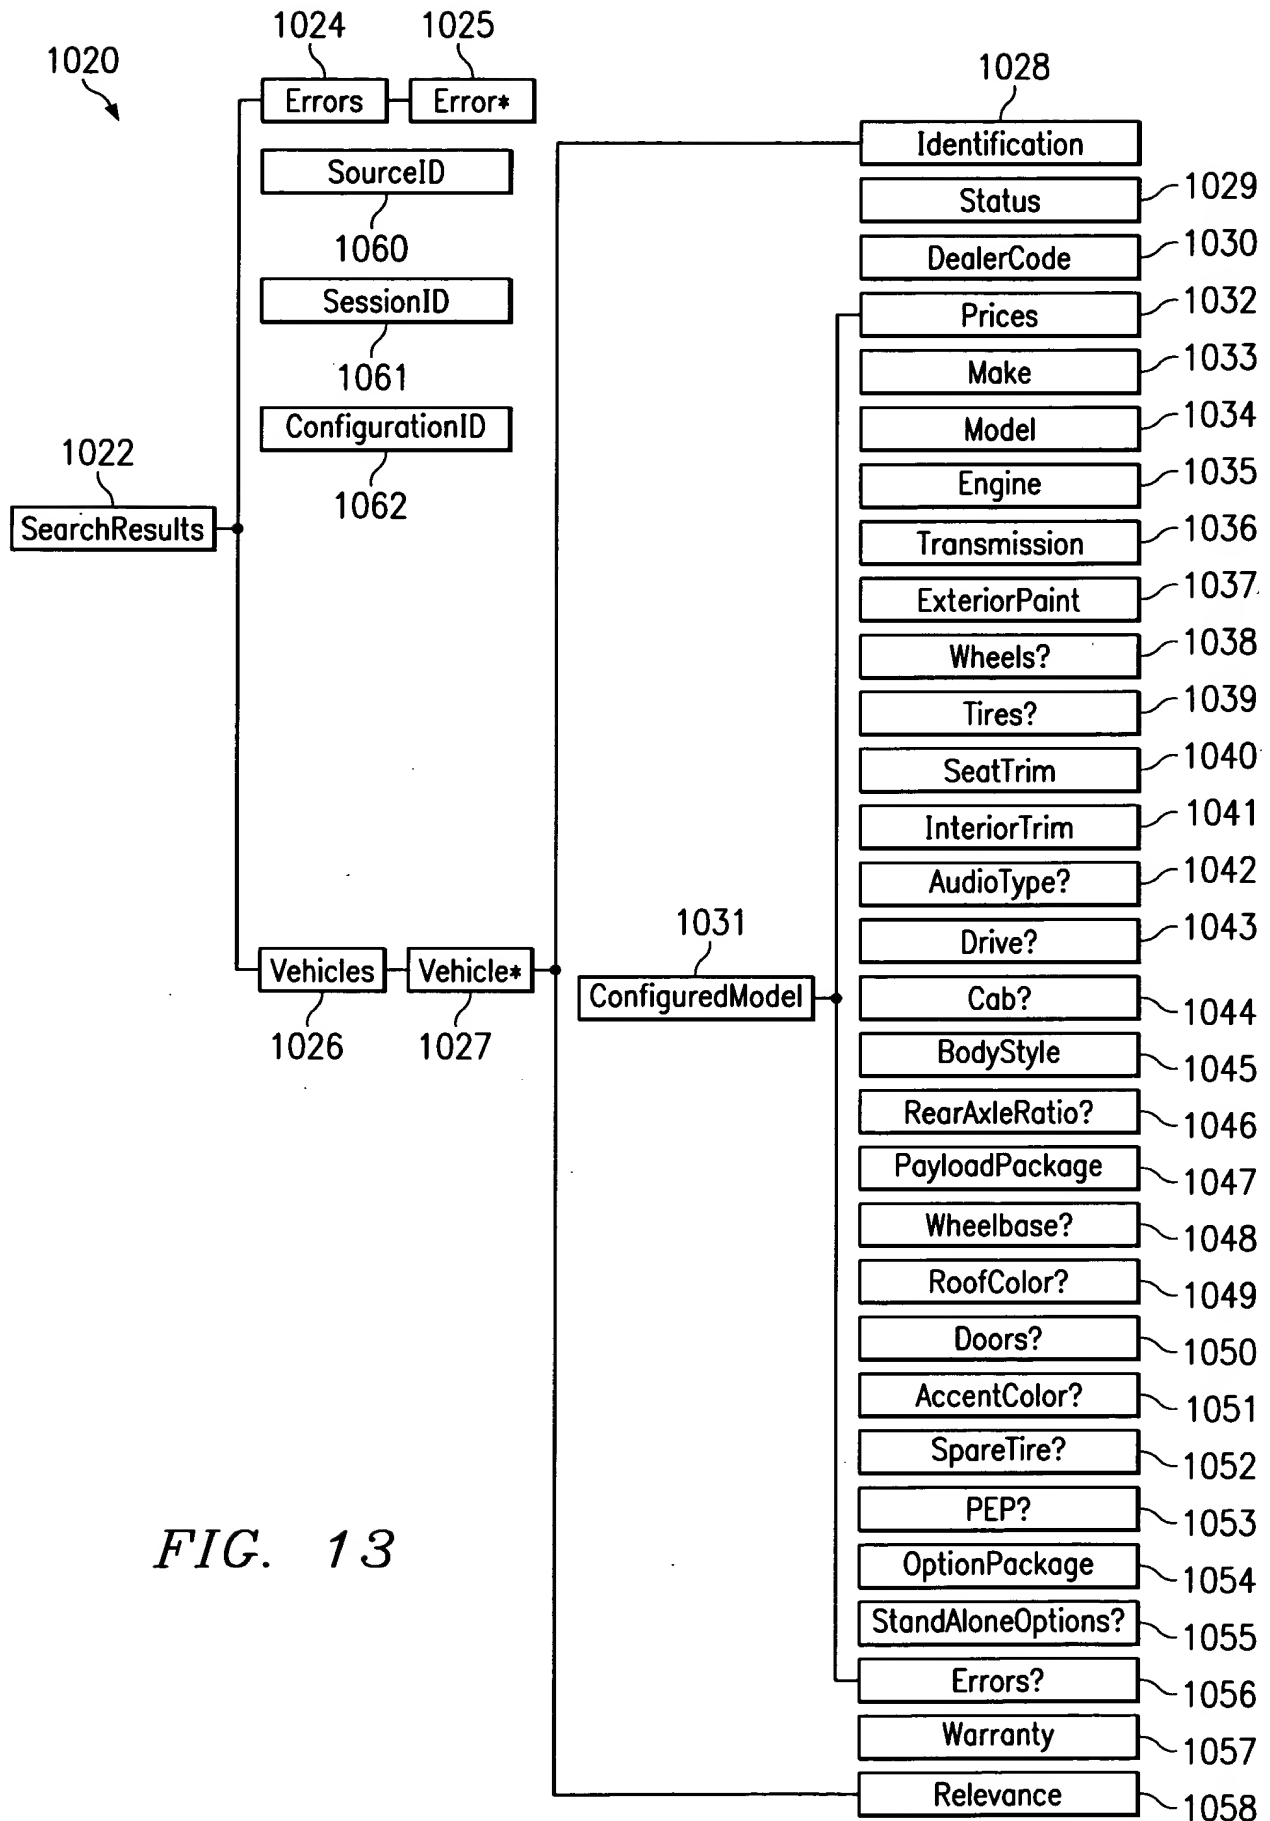 1020
1024
1025
Errors
Error*
SourceID
1060
SessionID
1061
ConfigurationID
1062
1022
SearchResults
Vehicles
Vehicle*
1026
1027
1031
ConfiguredModel
1028
Identification
Status 1029
DealerCode 1030
Prices 1032
Make 1033
Model 1034
Engine 1035
Transmission 1036
ExteriorPaint 1037
Wheels? 1038
Tires? 1039
SeatTrim 1040
InteriorTrim 1041
AudioType? 1042
Drive? 1043
Cab? 1044
BodyStyle 1045
RearAxleRatio? 1046
PayloadPackage 1047
Wheelbase? 1048
RoofColor? 1049
Doors? 1050
AccentColor? 1051
SpareTire? 1052
PEP? 1053
OptionPackage 1054
StandAloneOptions? 1055
Errors? 1056
Warranty 1057
Relevance 1058
FIG. 13